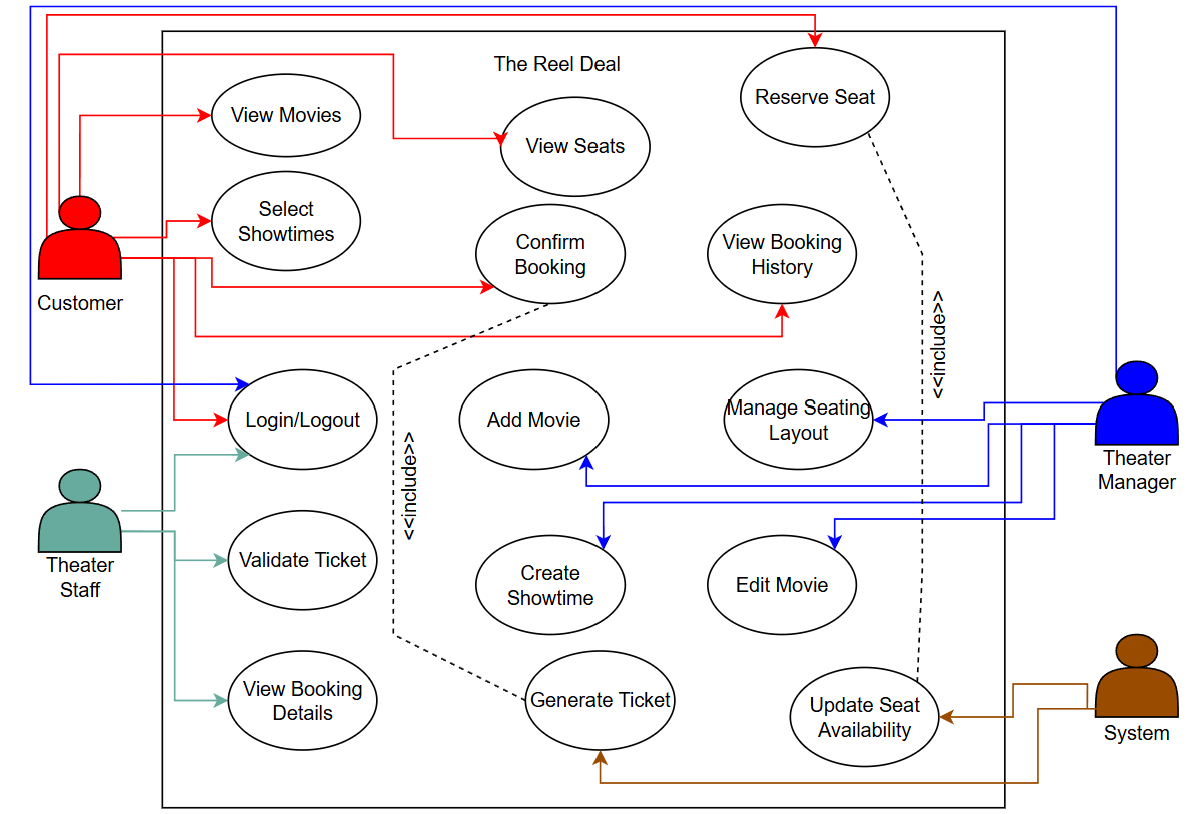 The Reel Deal
View Movies
View Seats
Reserve Seat
Select
Showtimes
Confirm
Booking
View Booking
History
Customer
<<include>>
Login/Logout
Add Movie
Manage Seating
Layout
Theater
Manager
<<include>>
Theater
Staff
Validate Ticket
Create
Showtime
Edit Movie
View Booking
Details
Generate Ticket
Update Seat
Availability
System